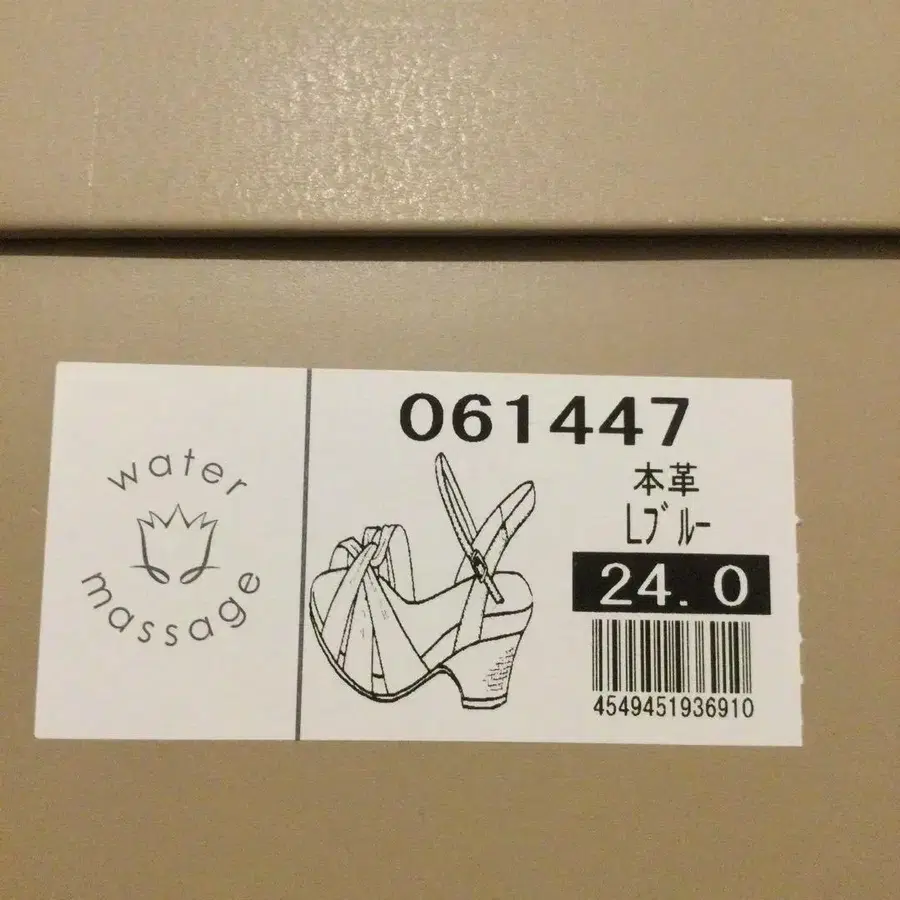 water
massage
061447
本革
Lﾌﾞﾙｰ
24.0
4549451936910